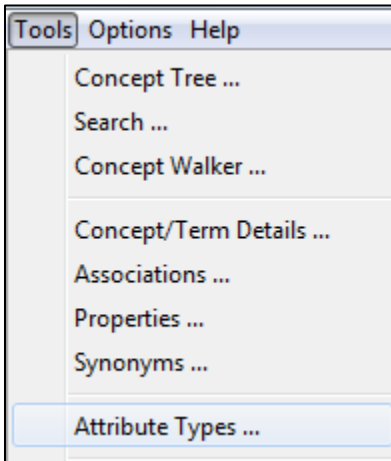 Tools Options Help
Concept Tree ...
Search ...
Concept Walker ...
Concept/Term Details ...
Associations ...
Properties ...
Synonyms ...
Attribute Types ...